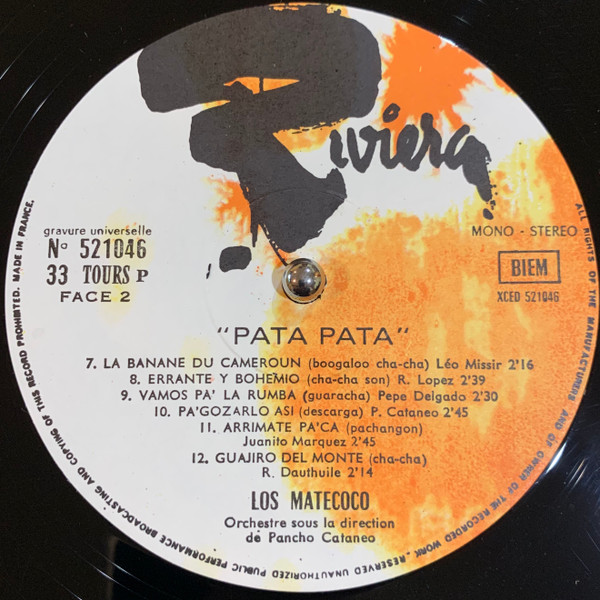 Riviera
gravure universelle
Nº 521046
33 TOURS P
FACE 2
MONO - STEREO
BIEM
XCED 521046
"PATA PATA"
7. LA BANANE DU CAMEROUN (boogaloo cha-cha) Léo Missir 2'16
8. ERRANTE Y BOHEMIO (cha-cha son) R. Lopez 2'39
9. VAMOS PA' LA RUMBA (guaracha) Pepe Delgado 2'30
10. PA'GOZARLO ASI (descarga) P. Cataneo 2'45
11. ARRIMATE PA'CA (pachangon)
Juanito Marquez 2'45
12. GUAJIRO DEL MONTE (cha-cha)
R. Dauthuile 2'14
LOS MATECOCO
Orchestre sous la direction
de Pancho Cataneo
ALL RIGHTS OF THE MANUFACTURERS AND OF OWNER OF THE RECORDED WORK. RESERVED UNAUTHORIZED PUBLIC PERFORMANCE BROADCASTING AND COPYING OF THIS RECORD PROHIBITED. MADE IN FRANCE.